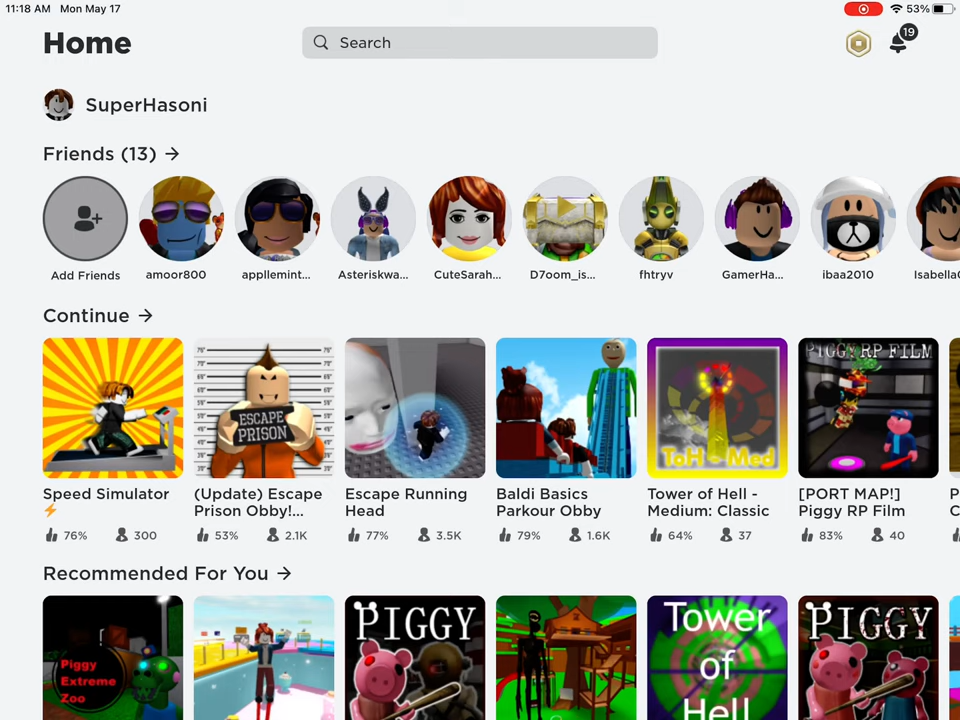 11:18 AM Mon May 17
53%
Home
Search
19
SuperHasoni
Friends (13) →
Add Friends
amoor800
appllemint...
Asteriskwa...
CuteSarah...
D7oom_is...
fhtryv
GamerHa...
ibaa2010
Isabella
Continue →
ESCAPE
PRISON
ToH - Med
PIGGY RP FILM
Speed Simulator
⚡
(Update) Escape
Prison Obby!...
Escape Running
Head
Baldi Basics
Parkour Obby
Tower of Hell -
Medium: Classic
[PORT MAP!]
Piggy RP Film
76% 300
53% 2.1K
77% 3.5K
79% 1.6K
64% 37
83% 40
Recommended For You →
Piggy
Extreme
Zoo
PIGGY
Tower
of
Hell
PIGGY